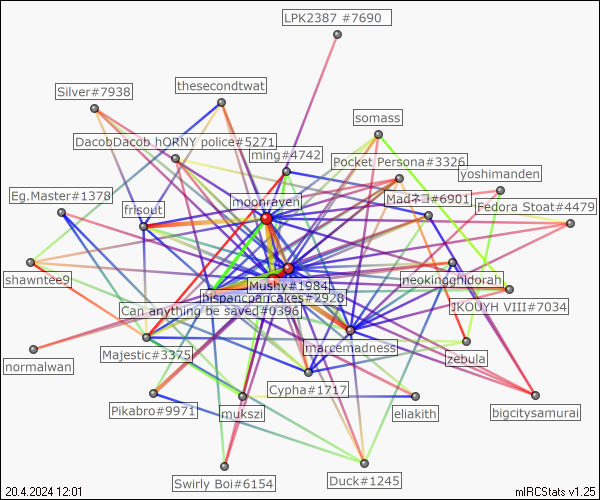 LPK2387 #7690
thesecondtwat
Silver#7938
somass
DacobDacob hORNY police#5271
ming#4742
Pocket Persona#3326
yoshimanden
Eg.Master#1378
moonraven
Madネコ#6901
frisout
Fedora Stoat#4479
shawntee9
Mushy#1984
neokinghidorah
hispancpancakes#2928
Can anything be saved#0396
JKOUYH VIII#7034
marcemadness
Majestic#3375
zebula
normalwan
Cypha#1717
bigcitysamurai
Pikabro#9971
mukszi
eliakith
Swirly Boi#6154
Duck#1245
20.4.2024 12:01
mIRCStats v1.25